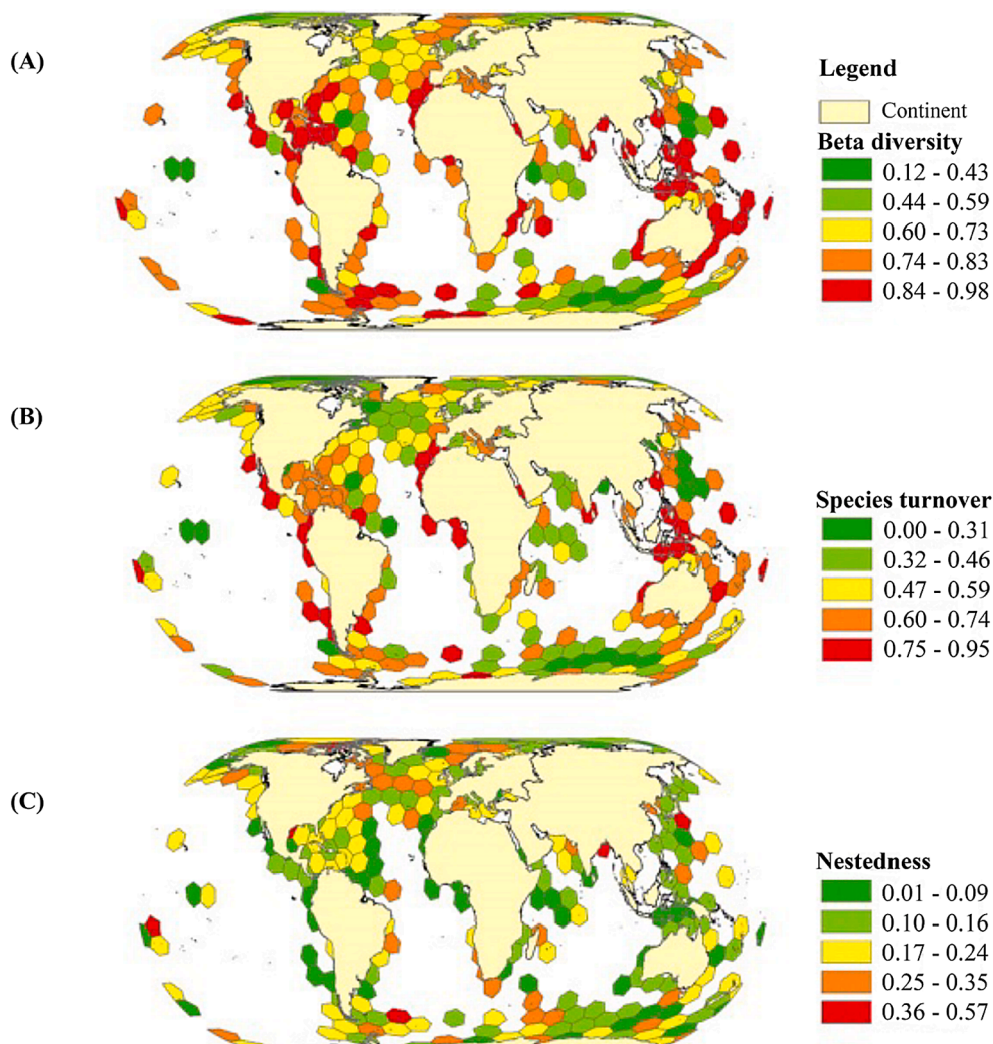 (A)
Legend
Continent
Beta diversity
0.12 - 0.43
0.44 - 0.59
0.60 - 0.73
0.74 - 0.83
0.84 - 0.98
(B)
Species turnover
0.00 - 0.31
0.32 - 0.46
0.47 - 0.59
0.60 - 0.74
0.75 - 0.95
(C)
Nestedness
0.01 - 0.09
0.10 - 0.16
0.17 - 0.24
0.25 - 0.35
0.36 - 0.57